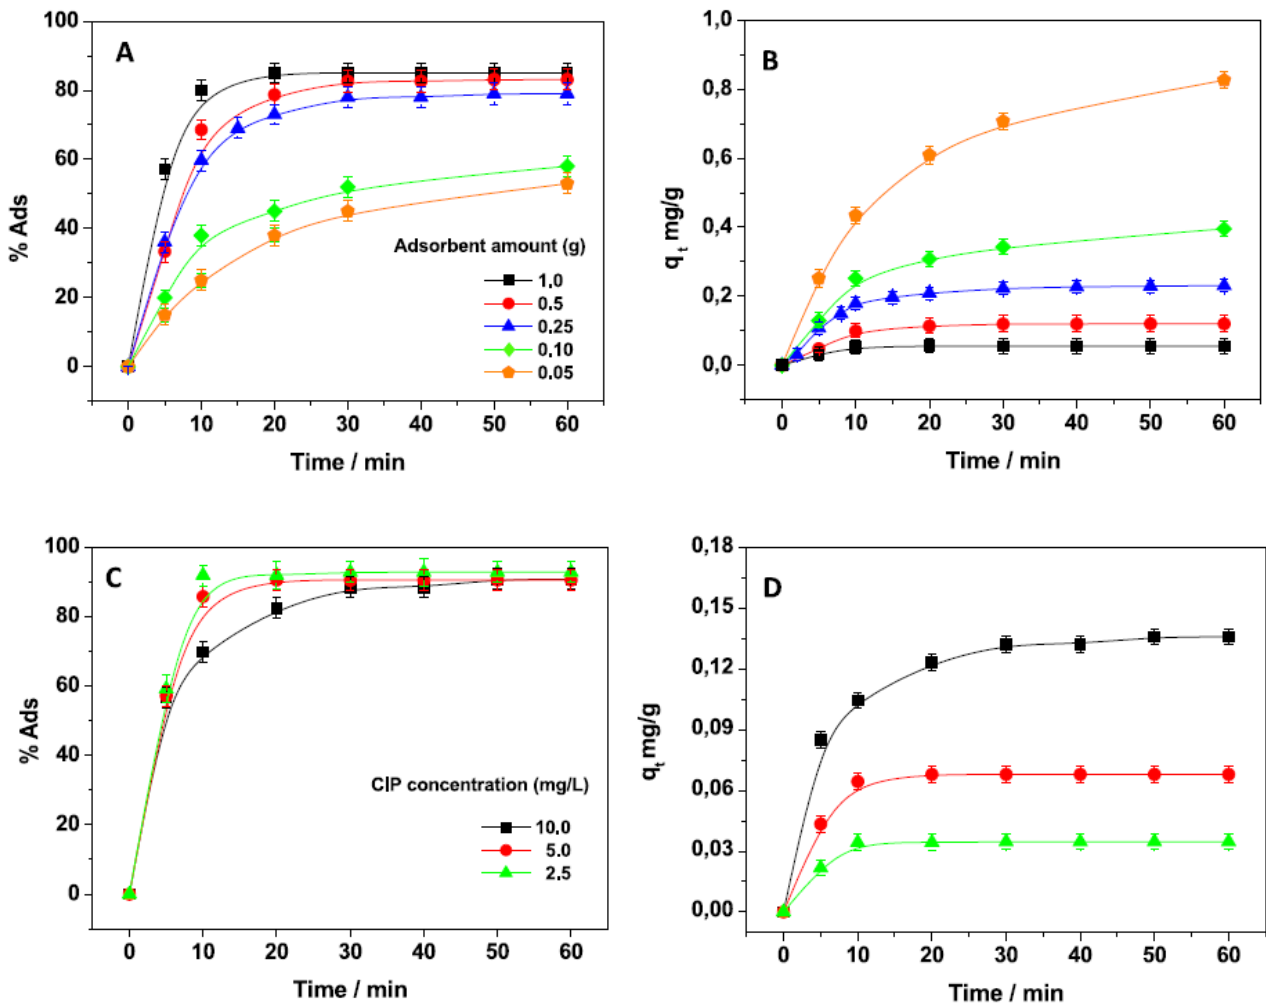 A
100
80
60
40
20
0
% Ads
0 10 20 30 40 50 60
Time / min
Adsorbent amount (g)
1.0
0.5
0.25
0.10
0.05
B
1,0
0,8
0,6
0,4
0,2
0,0
qt mg/g
0 10 20 30 40 50 60
Time / min
C
100
80
60
40
20
0
% Ads
0 10 20 30 40 50 60
Time / min
CIP concentration (mg/L)
10.0
5.0
2.5
D
0,18
0,15
0,12
0,09
0,06
0,03
0,00
qt mg/g
0 10 20 30 40 50 60
Time / min